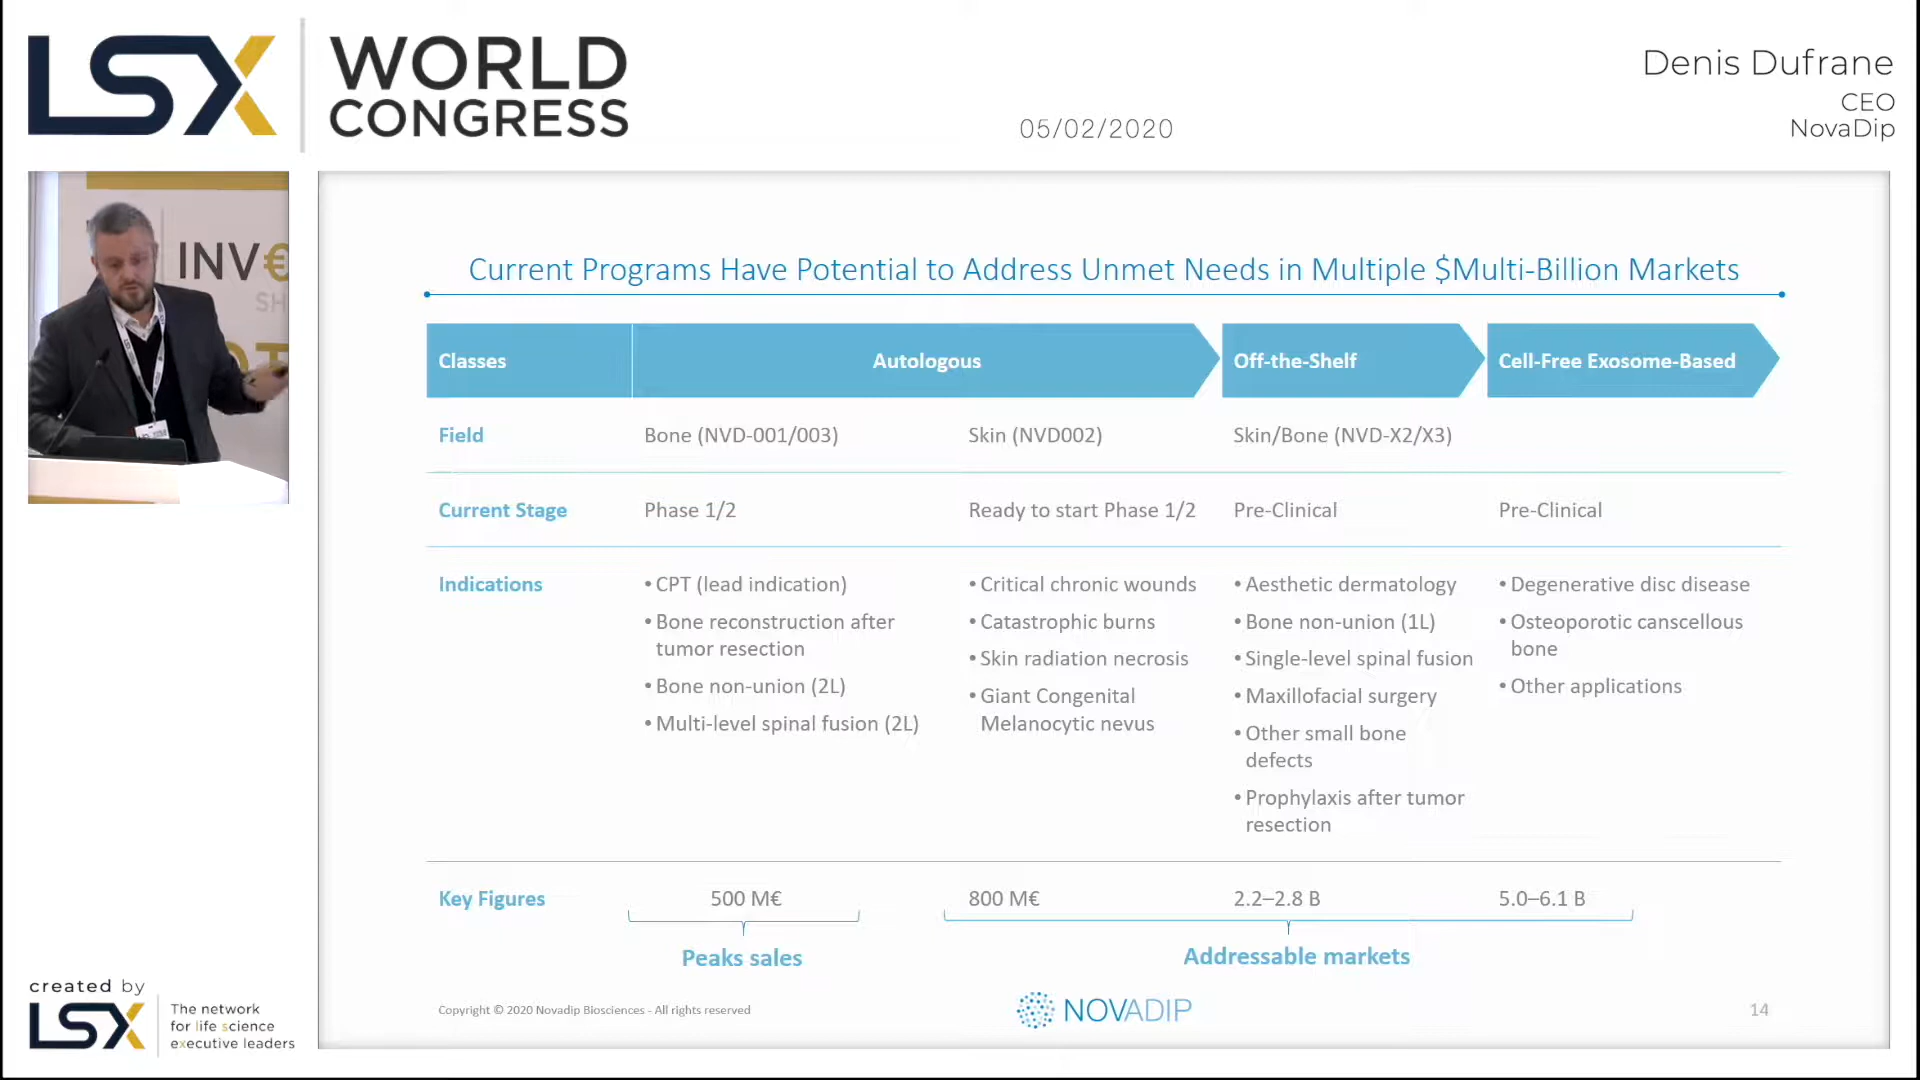 LSX
WORLD
CONGRESS
05/02/2020
Denis Dufrane
CEO
NovaDip
INV€
SH
OT
Current Programs Have Potential to Address Unmet Needs in Multiple $Multi-Billion Markets
Classes
Autologous
Off-the-Shelf
Cell-Free Exosome-Based
Field
Bone (NVD-001/003)
Skin (NVD002)
Skin/Bone (NVD-X2/X3)
Current Stage
Phase 1/2
Ready to start Phase 1/2
Pre-Clinical
Pre-Clinical
Indications
• CPT (lead indication)
• Bone reconstruction after
tumor resection
• Bone non-union (2L)
• Multi-level spinal fusion (2L)
• Critical chronic wounds
• Catastrophic burns
• Skin radiation necrosis
• Giant Congenital
Melanocytic nevus
• Aesthetic dermatology
• Bone non-union (1L)
• Single-level spinal fusion
• Maxillofacial surgery
• Other small bone
defects
• Prophylaxis after tumor
resection
• Degenerative disc disease
• Osteoporotic canscellous
bone
• Other applications
Key Figures
500 M€
800 M€
2.2–2.8 B
5.0–6.1 B
Peaks sales
Addressable markets
Copyright © 2020 Novadip Biosciences - All rights reserved
NOVADIP
14
created by
LSX
The network
for life science
executive leaders